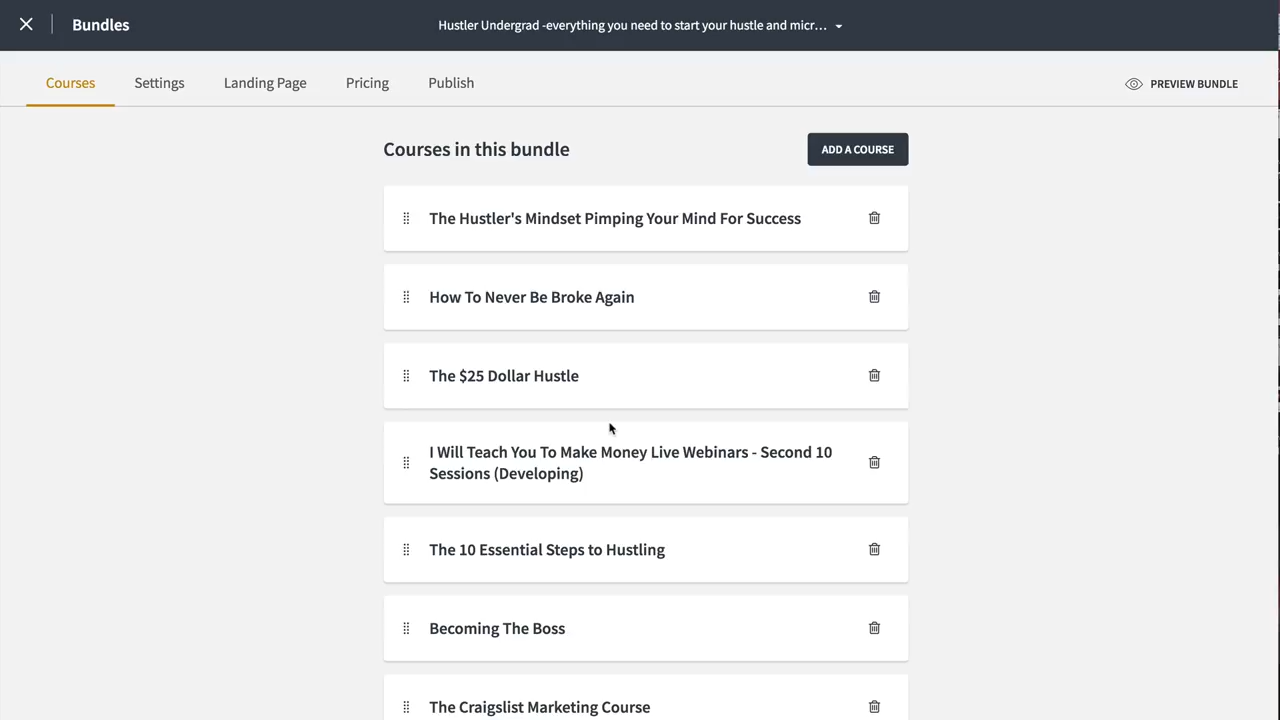 Bundles
Hustler Undergrad -everything you need to start your hustle and micr...
Courses
Settings
Landing Page
Pricing
Publish
PREVIEW BUNDLE
Courses in this bundle
ADD A COURSE
The Hustler's Mindset Pimping Your Mind For Success
How To Never Be Broke Again
The $25 Dollar Hustle
I Will Teach You To Make Money Live Webinars - Second 10
Sessions (Developing)
The 10 Essential Steps to Hustling
Becoming The Boss
The Craigslist Marketing Course